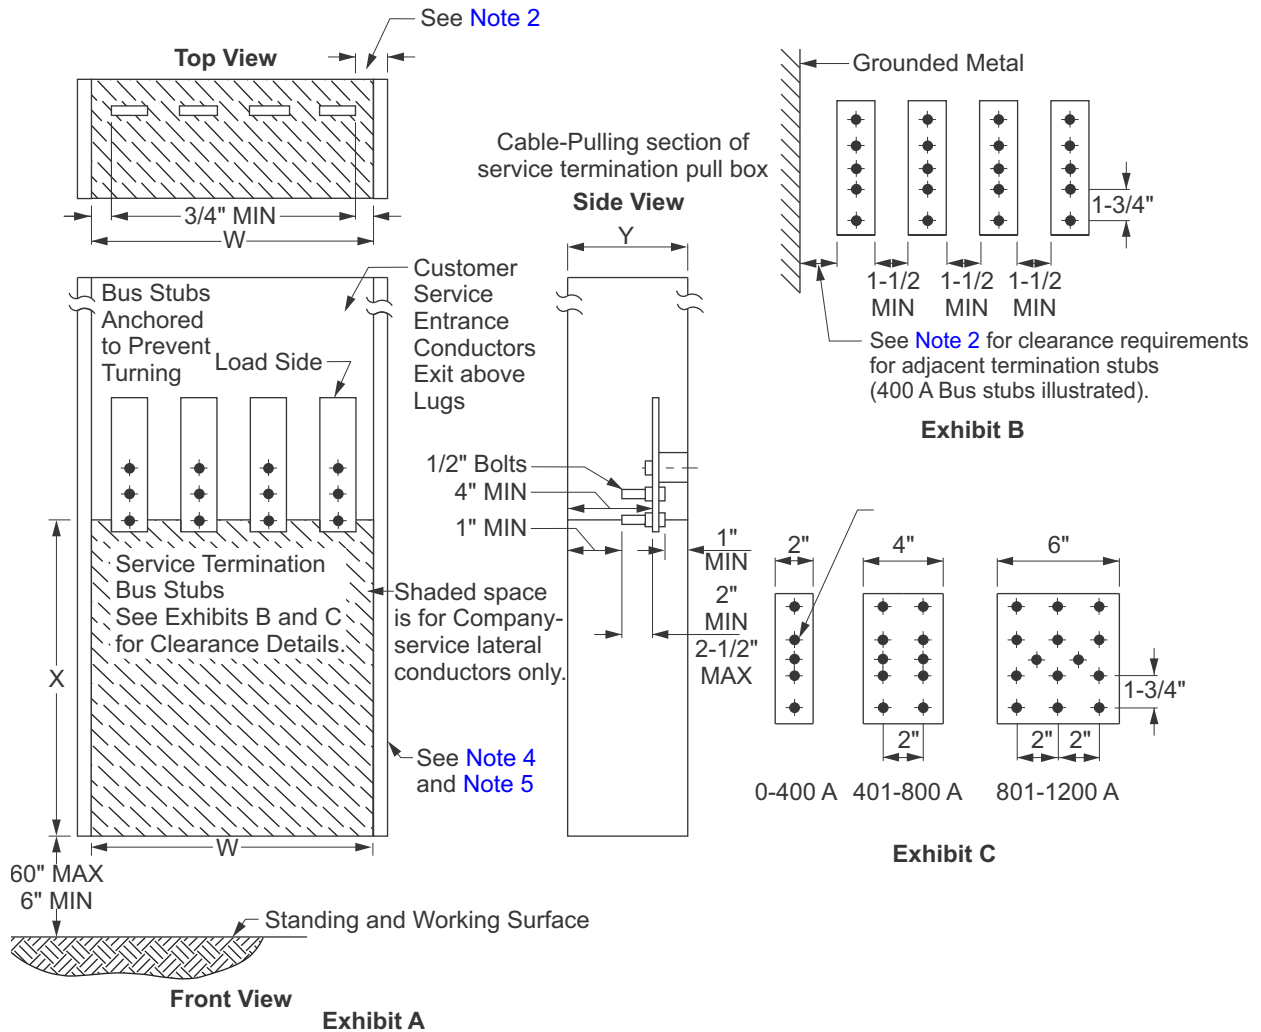 See Note 2
Top View
3/4" MIN
W
Cable-Pulling section of
service termination pull box
Side View
Y
Grounded Metal
1-3/4"
1-1/2 1-1/2 1-1/2
MIN MIN MIN
See Note 2 for clearance requirements
for adjacent termination stubs
(400 A Bus stubs illustrated).
Exhibit B
Bus Stubs
Anchored
to Prevent
Turning
Load Side
Customer
Service
Entrance
Conductors
Exit above
Lugs
1/2" Bolts
4" MIN
1" MIN
1"
MIN
2"
MIN
2-1/2"
MAX
Service Termination
Bus Stubs
See Exhibits B and C
for Clearance Details.
Shaded space
is for Company-
service lateral
conductors only.
X
See Note 4
and Note 5
W
60" MAX
6" MIN
Standing and Working Surface
Front View
Exhibit A
2" 4" 6"
1-3/4"
2" 2" 2"
0-400 A 401-800 A 801-1200 A
Exhibit C